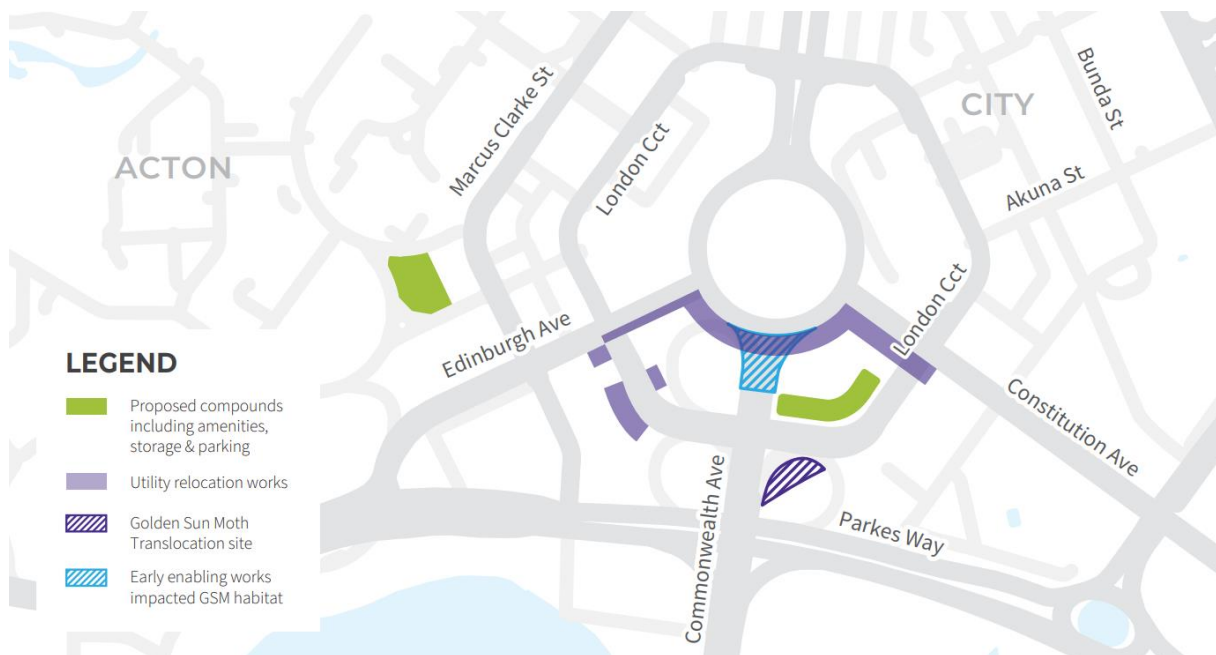 Marcus Clarke St
London Cct
CITY
Bunda St
ACTON
Akuna St
London Cct
Edinburgh Ave
Constitution Ave
Commonwealth Ave
Parkes Way
LEGEND
Proposed compounds
including amenities,
storage & parking
Utility relocation works
Golden Sun Moth
Translocation site
Early enabling works
impacted GSM habitat